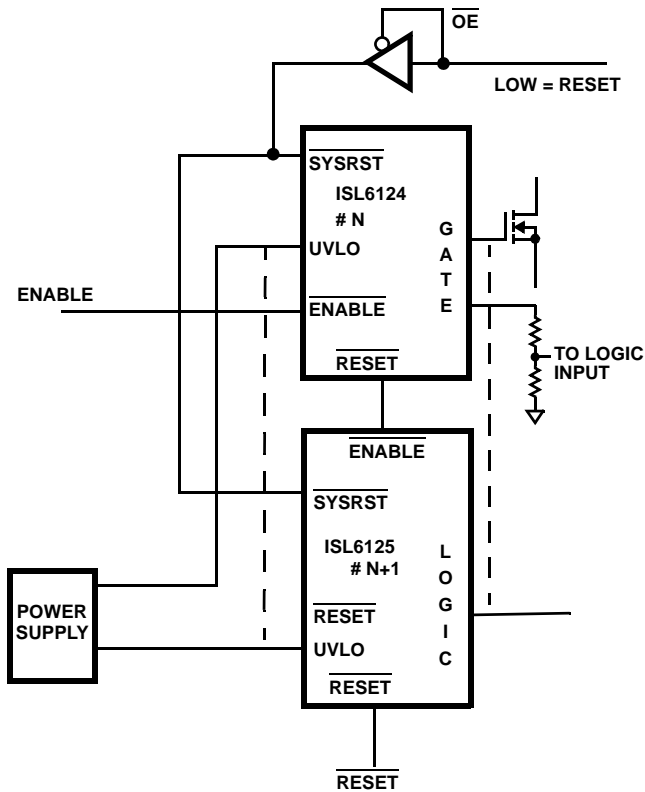 OE
LOW = RESET
SYSRST
ISL6124
# N
UVLO
ENABLE
ENABLE
RESET
G
A
T
E
TO LOGIC
INPUT
ENABLE
SYSRST
ISL6125
# N+1
RESET
UVLO
RESET
L
O
G
I
C
POWER
SUPPLY
RESET